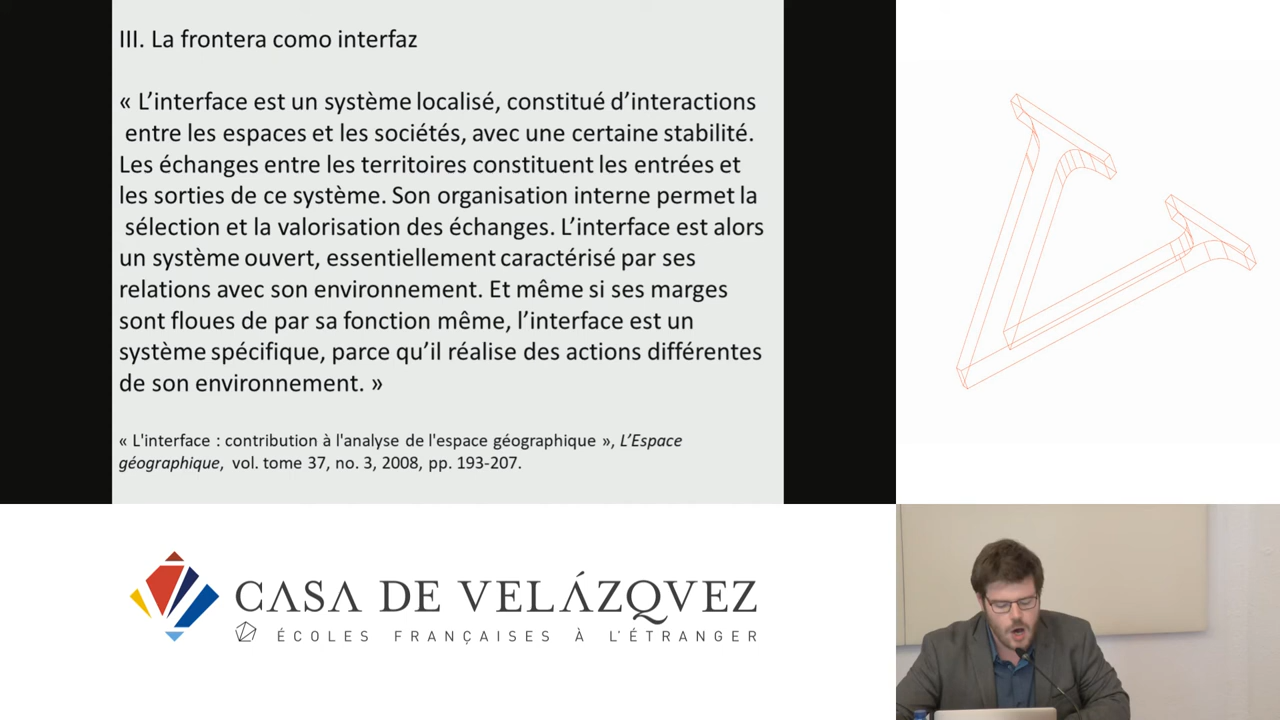 III. La frontera como interfaz
« L’interface est un système localisé, constitué d’interactions
entre les espaces et les sociétés, avec une certaine stabilité.
Les échanges entre les territoires constituent les entrées et
les sorties de ce système. Son organisation interne permet la
sélection et la valorisation des échanges. L’interface est alors
un système ouvert, essentiellement caractérisé par ses
relations avec son environnement. Et même si ses marges
sont floues de par sa fonction même, l’interface est un
système spécifique, parce qu’il réalise des actions différentes
de son environnement. »
« L'interface : contribution à l'analyse de l'espace géographique », L’Espace
géographique, vol. tome 37, no. 3, 2008, pp. 193-207.
CASA DE VELÁZQVEZ
ÉCOLES FRANÇAISES À L'ÉTRANGER